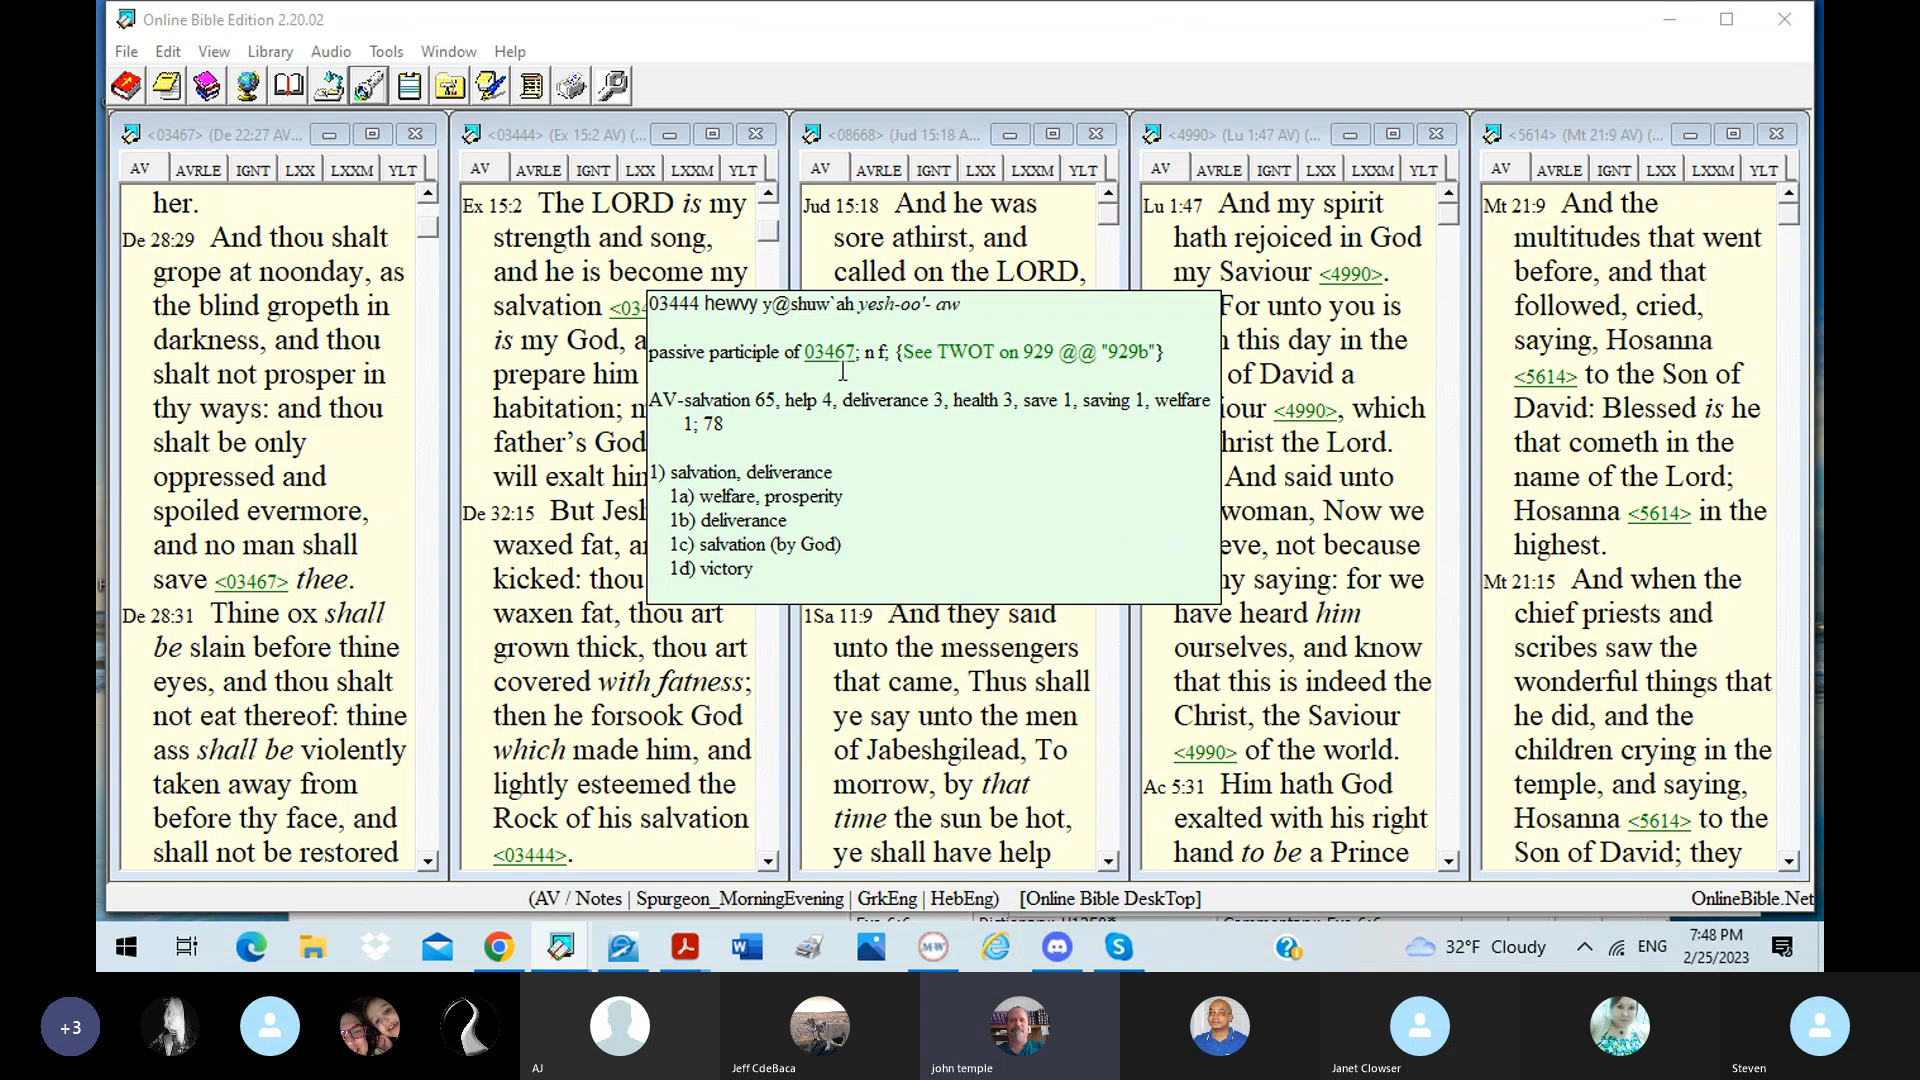 Online Bible Edition 2.20.02
File Edit View Library Audio Tools Window Help
<03467> (De 22:27 AV...
AV AVRLE IGNT LXX LXXM YLT
her.
De 28:29 And thou shalt
grope at noonday, as
the blind gropeth in
darkness, and thou
shalt not prosper in
thy ways: and thou
shalt be only
oppressed and
spoiled evermore,
and no man shall
save <03467> thee.
De 28:31 Thine ox shall
be slain before thine
eyes, and thou shalt
not eat thereof: thine
ass shall be violently
taken away from
before thy face, and
shall not be restored
<03444> (Ex 15:2 AV) (...
AV AVRLE IGNT LXX LXXM YLT
Ex 15:2 The LORD is my
strength and song,
and he is become my
salvation <034
is my God, a
prepare him
habitation; m
father’s God
will exalt him
De 32:15 But Jesh
waxed fat, an
kicked: thou
waxen fat, thou art
grown thick, thou art
covered with fatness;
then he forsook God
which made him, and
lightly esteemed the
Rock of his salvation
<03444>.
<08668> (Jud 15:18 A...
AV AVRLE IGNT LXX LXXM YLT
Jud 15:18 And he was
sore athirst, and
called on the LORD,
1Sa 11:9 And they said
unto the messengers
that came, Thus shall
ye say unto the men
of Jabeshgilead, To
morrow, by that
time the sun be hot,
ye shall have help
03444 hewvy y@shuw`ah yesh-oo'- aw
passive participle of 03467; n f; {See TWOT on 929 @@ "929b"}
AV-salvation 65, help 4, deliverance 3, health 3, save 1, saving 1, welfare
1; 78
1) salvation, deliverance
1a) welfare, prosperity
1b) deliverance
1c) salvation (by God)
1d) victory
<4990> (Lu 1:47 AV) (...
AV AVRLE IGNT LXX LXXM YLT
Lu 1:47 And my spirit
hath rejoiced in God
my Saviour <4990>.
For unto you is
this day in the
of David a
iour <4990>, which
hrist the Lord.
And said unto
woman, Now we
eve, not because
y saying: for we
have heard him
ourselves, and know
that this is indeed the
Christ, the Saviour
<4990> of the world.
Ac 5:31 Him hath God
exalted with his right
hand to be a Prince
<5614> (Mt 21:9 AV) (...
AV AVRLE IGNT LXX LXXM YLT
Mt 21:9 And the
multitudes that went
before, and that
followed, cried,
saying, Hosanna
<5614> to the Son of
David: Blessed is he
that cometh in the
name of the Lord;
Hosanna <5614> in the
highest.
Mt 21:15 And when the
chief priests and
scribes saw the
wonderful things that
he did, and the
children crying in the
temple, and saying,
Hosanna <5614> to the
Son of David; they
(AV / Notes | Spurgeon_MorningEvening | GrkEng | HebEng) [Online Bible DeskTop]
OnlineBible.Net
32°F Cloudy ENG 7:48 PM
2/25/2023
+3
AJ
Jeff CdeBaca
john temple
Janet Clowser
Steven